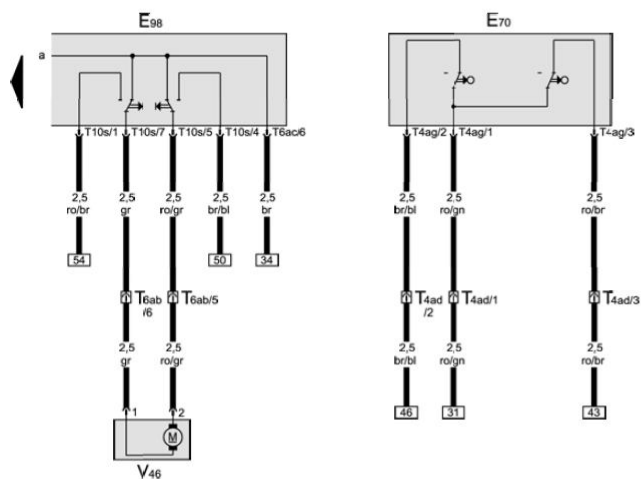 E98 E70
a
T10s/1 T10s/7 T10s/5 T10s/4 T6ac/6 T4ag/2 T4ag/1 T4ag/3
2,5 2,5 2,5 2,5 2,5 2,5 2,5 2,5
ro/br gr ro/gr br/bl br br/bl ro/gn ro/br
54 50 34
T6ab T6ab/5 T4ad T4ad/1 T4ad/3
/6 /2
2,5 2,5 2,5 2,5 2,5
gr ro/gr br/bl ro/gn ro/br
1 2 46 31 43
M
V46